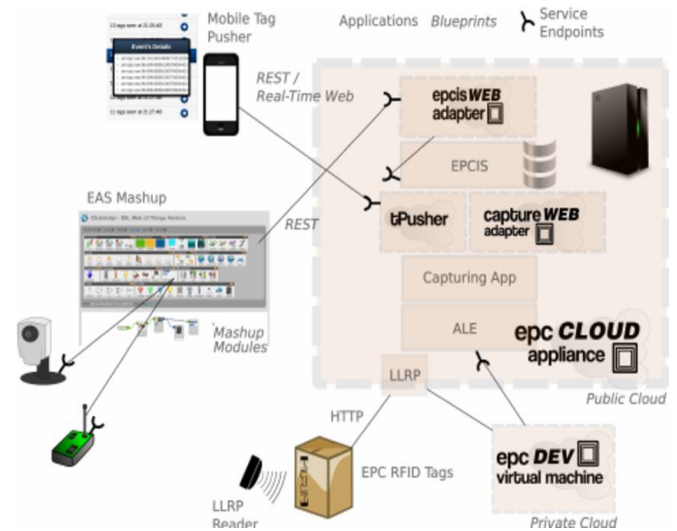 Mobile Tag
Pusher
Applications Blueprints
Service
Endpoints
Event's Details
REST /
Real-Time Web
epcis WEB
adapter
EPCIS
EAS Mashup
REST
tPusher
capture WEB
adapter
Capturing App
Mashup
Modules
ALE
epc CLOUD
appliance
LLRP
Public Cloud
HTTP
EPC RFID Tags
epc DEV
virtual machine
LLRP
Reader
Private Cloud